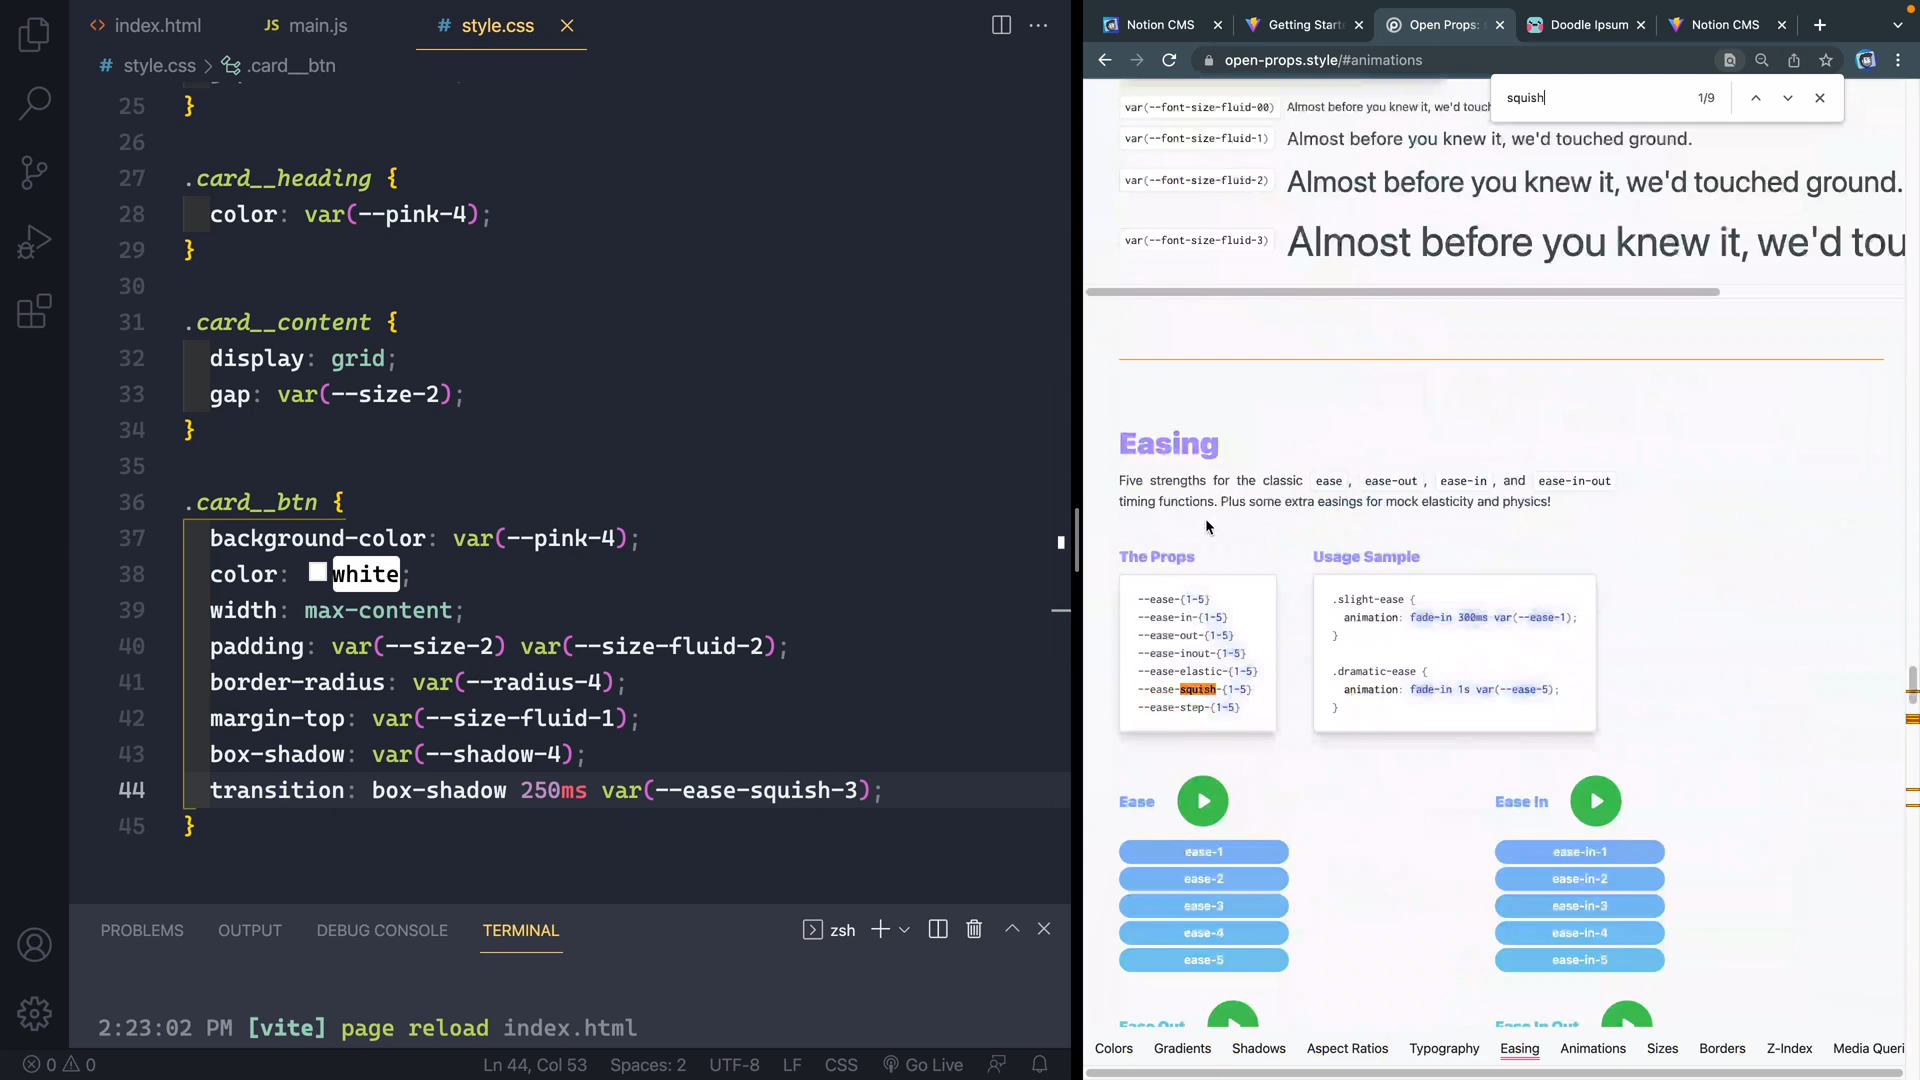 index.html
JS main.js
# style.css
# style.css > .card__btn
25 }
26
27 .card__heading {
28 color: var(--pink-4);
29 }
30
31 .card__content {
32 display: grid;
33 gap: var(--size-2);
34 }
35
36 .card__btn {
37 background-color: var(--pink-4);
38 color: white;
39 width: max-content;
40 padding: var(--size-2) var(--size-fluid-2);
41 border-radius: var(--radius-4);
42 margin-top: var(--size-fluid-1);
43 box-shadow: var(--shadow-4);
44 transition: box-shadow 250ms var(--ease-squish-3);
45 }
PROBLEMS OUTPUT DEBUG CONSOLE TERMINAL
zsh
2:23:02 PM [vite] page reload index.html
0 0
Ln 44, Col 53 Spaces: 2 UTF-8 LF CSS Go Live
Notion CMS
Getting Start
Open Props:
Doodle Ipsum
Notion CMS
open-props.style/#animations
squish 1/9
var(--font-size-fluid-00) Almost before you knew it, we'd touch
var(--font-size-fluid-1) Almost before you knew it, we'd touched ground.
var(--font-size-fluid-2) Almost before you knew it, we'd touched ground.
var(--font-size-fluid-3) Almost before you knew it, we'd tou
Easing
Five strengths for the classic ease, ease-out, ease-in, and ease-in-out
timing functions. Plus some extra easings for mock elasticity and physics!
The Props
--ease-{1-5}
--ease-in-{1-5}
--ease-out-{1-5}
--ease-inout-{1-5}
--ease-elastic-{1-5}
--ease-squish-{1-5}
--ease-step-{1-5}
Usage Sample
.slight-ease {
animation: fade-in 300ms var(--ease-1);
}
.dramatic-ease {
animation: fade-in 1s var(--ease-5);
}
Ease
ease-1
ease-2
ease-3
ease-4
ease-5
Ease In
ease-in-1
ease-in-2
ease-in-3
ease-in-4
ease-in-5
Ease Out
Ease In Out
Colors Gradients Shadows Aspect Ratios Typography Easing Animations Sizes Borders Z-Index Media Queri